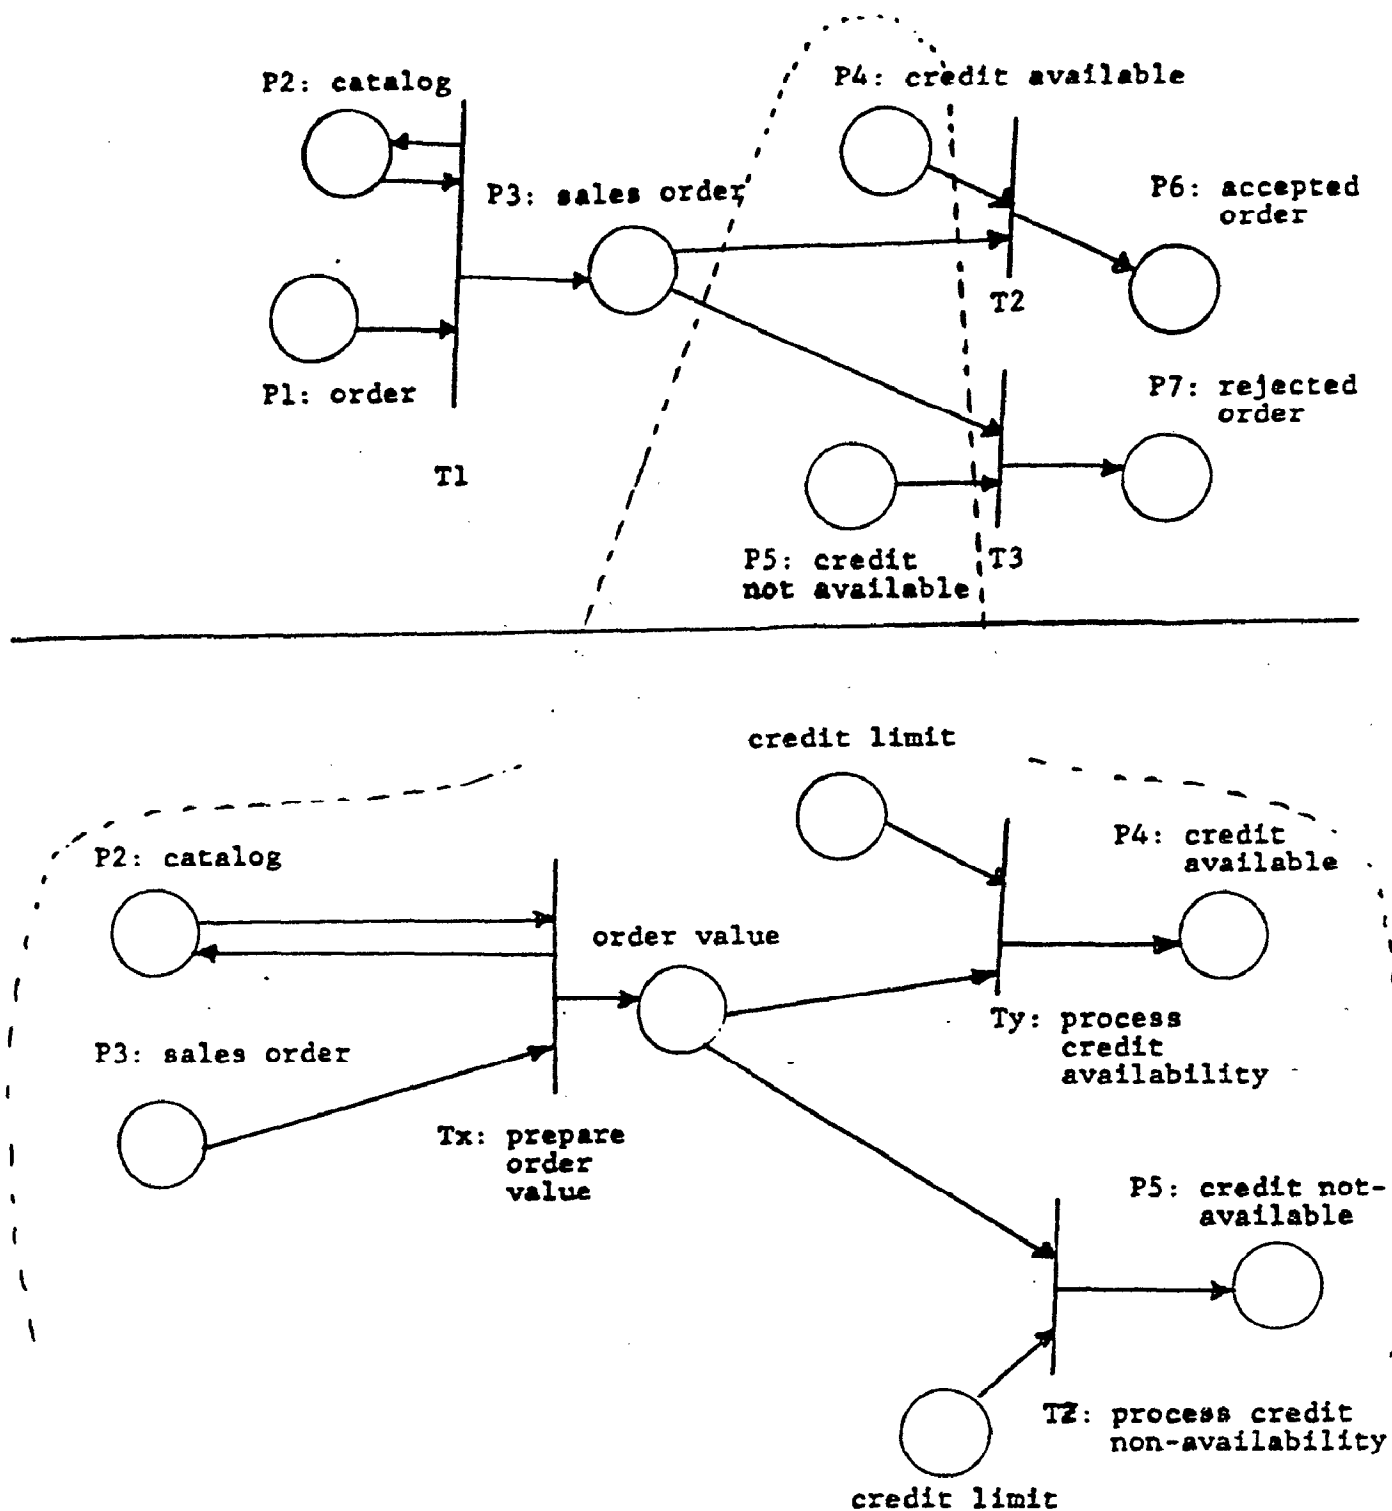 P2: catalog
P4: credit available
P3: sales order
P6: accepted
order
T2
P1: order
P7: rejected
order
T1
P5: credit
not available
T3
credit limit
P2: catalog
P4: credit
available
order value
P3: sales order
Ty: process
credit
availability
Tx: prepare
order
value
P5: credit not-
available
TZ: process credit
non-availability
credit limit